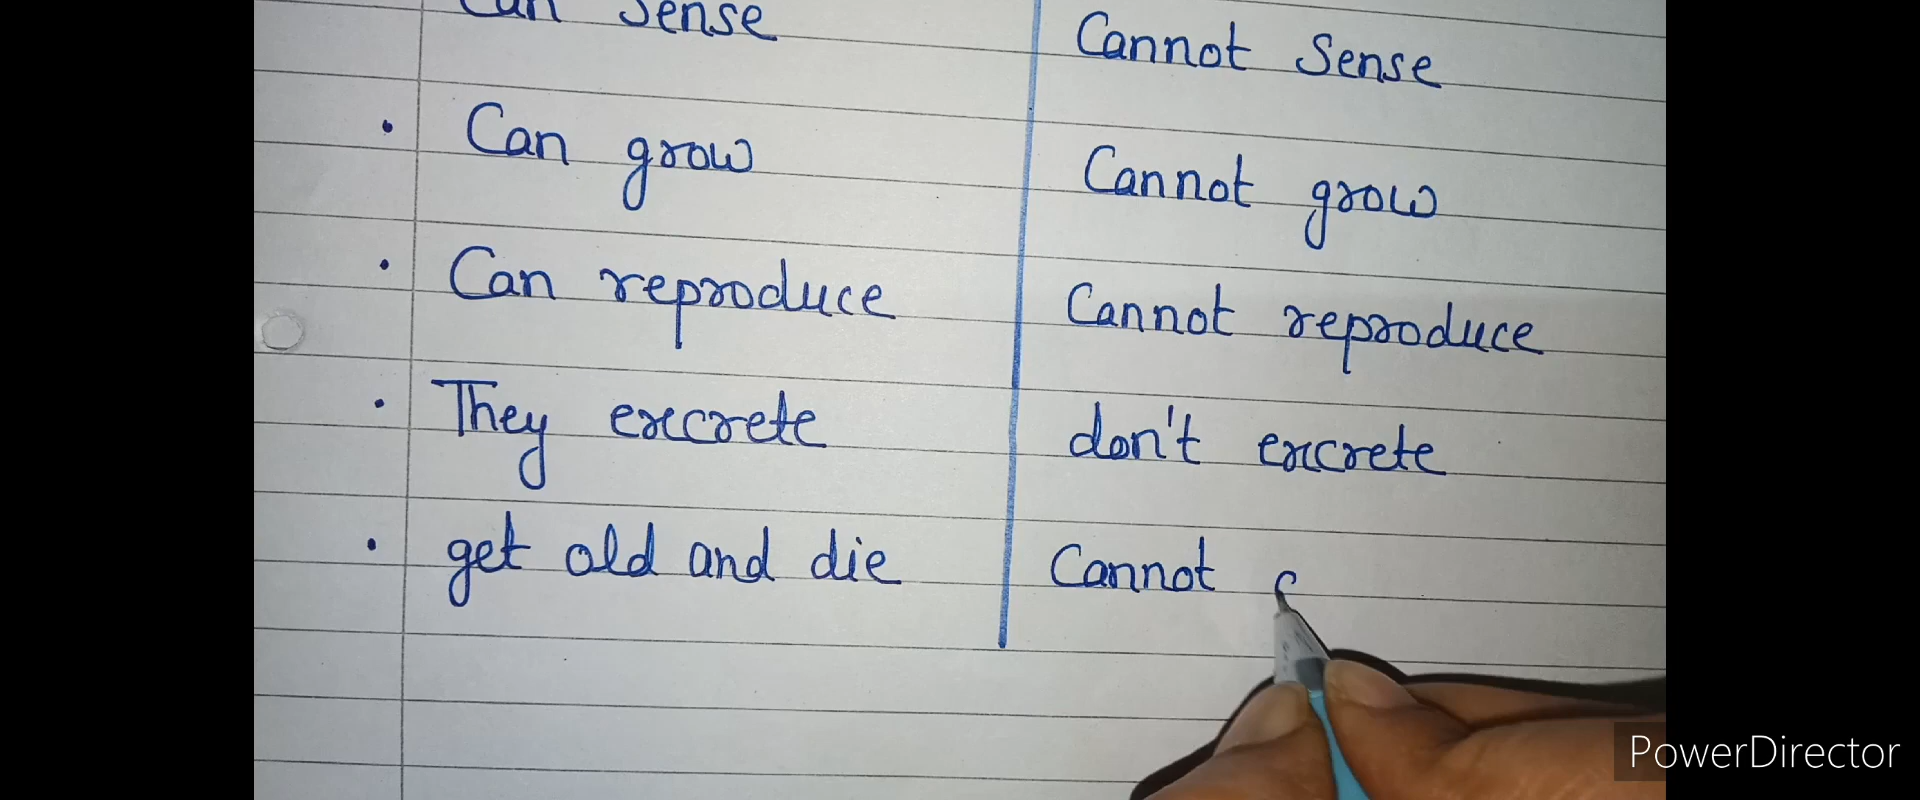 Can Sense Cannot Sense
• Can grow Cannot grow
• Can reproduce Cannot reproduce
• They excrete don't excrete
• get old and die Cannot
PowerDirector